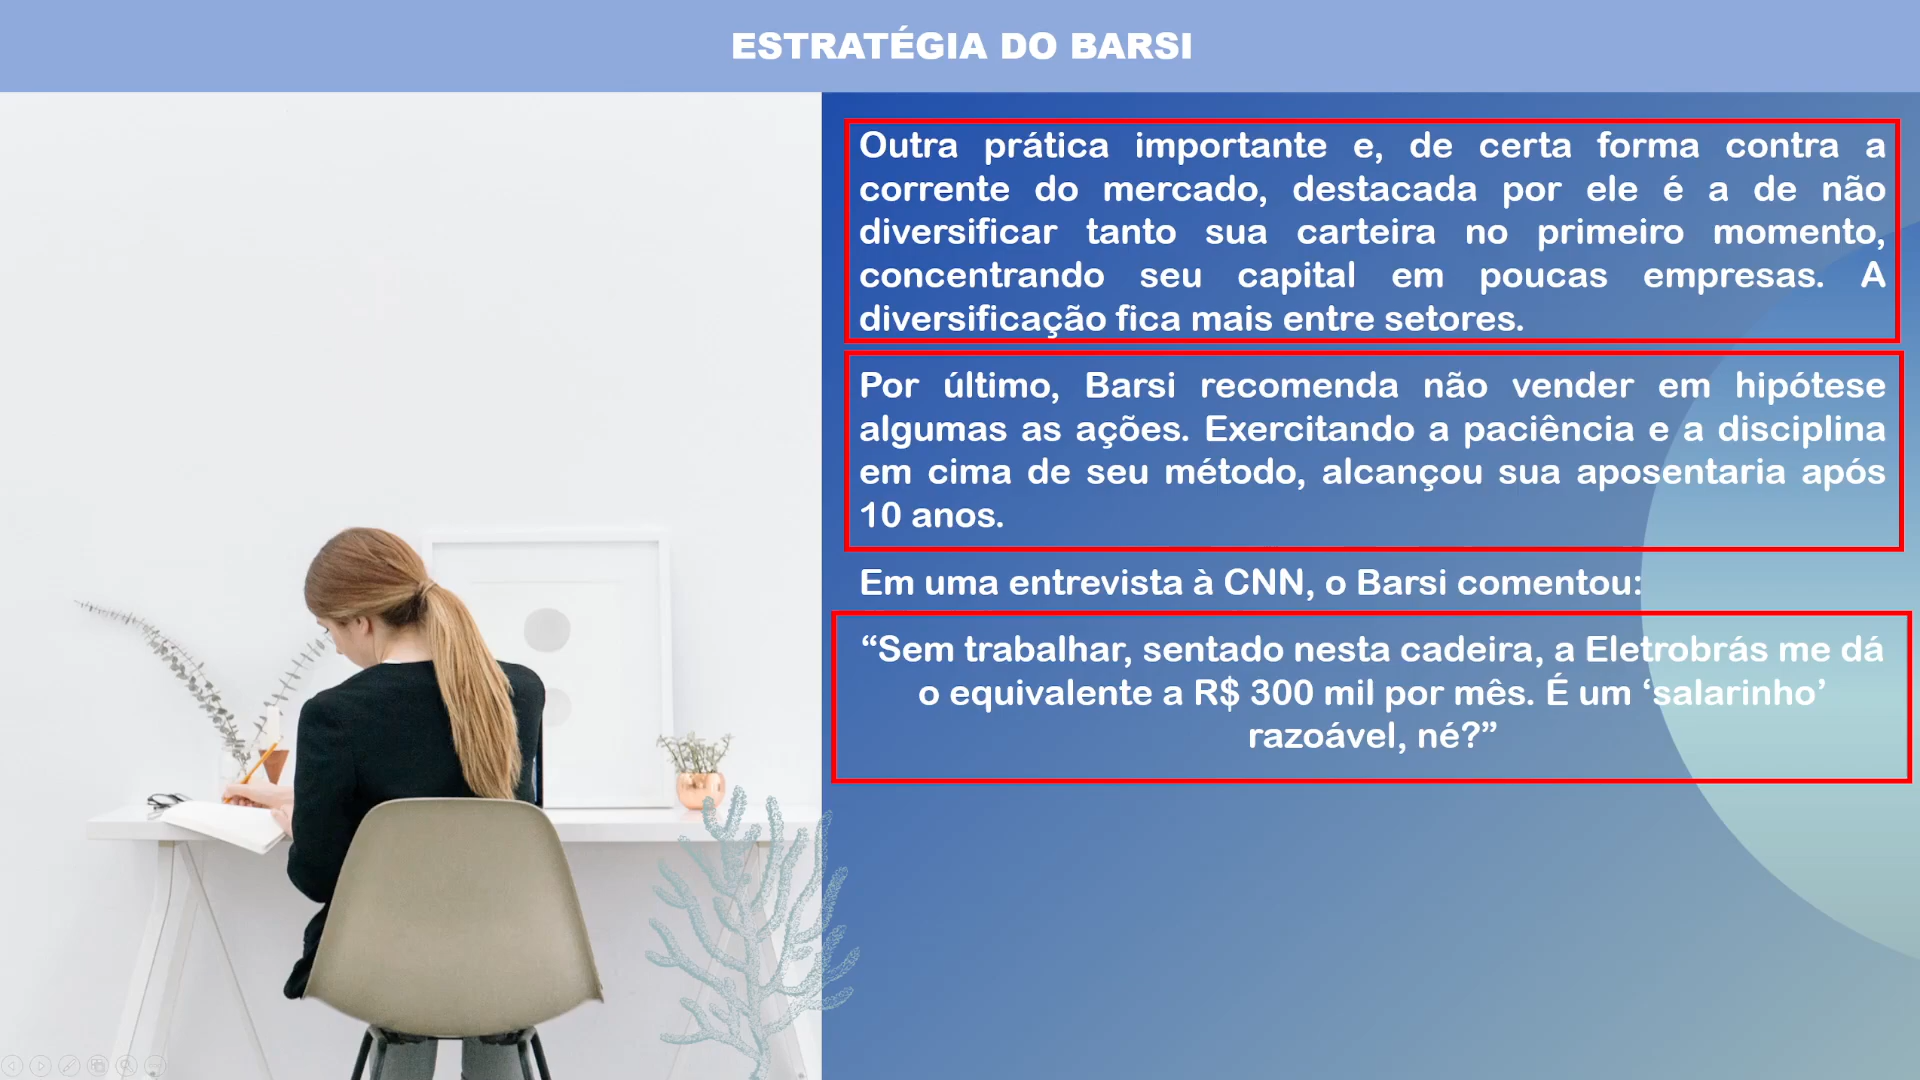 ESTRATÉGIA DO BARSI
Outra prática importante e, de certa forma contra a
corrente do mercado, destacada por ele é a de não
diversificar tanto sua carteira no primeiro momento,
concentrando seu capital em poucas empresas. A
diversificação fica mais entre setores.
Por último, Barsi recomenda não vender em hipótese
algumas as ações. Exercitando a paciência e a disciplina
em cima de seu método, alcançou sua aposentaria após
10 anos.
Em uma entrevista à CNN, o Barsi comentou:
“Sem trabalhar, sentado nesta cadeira, a Eletrobrás me dá
o equivalente a R$ 300 mil por mês. É um ‘salarinho’
razoável, né?”